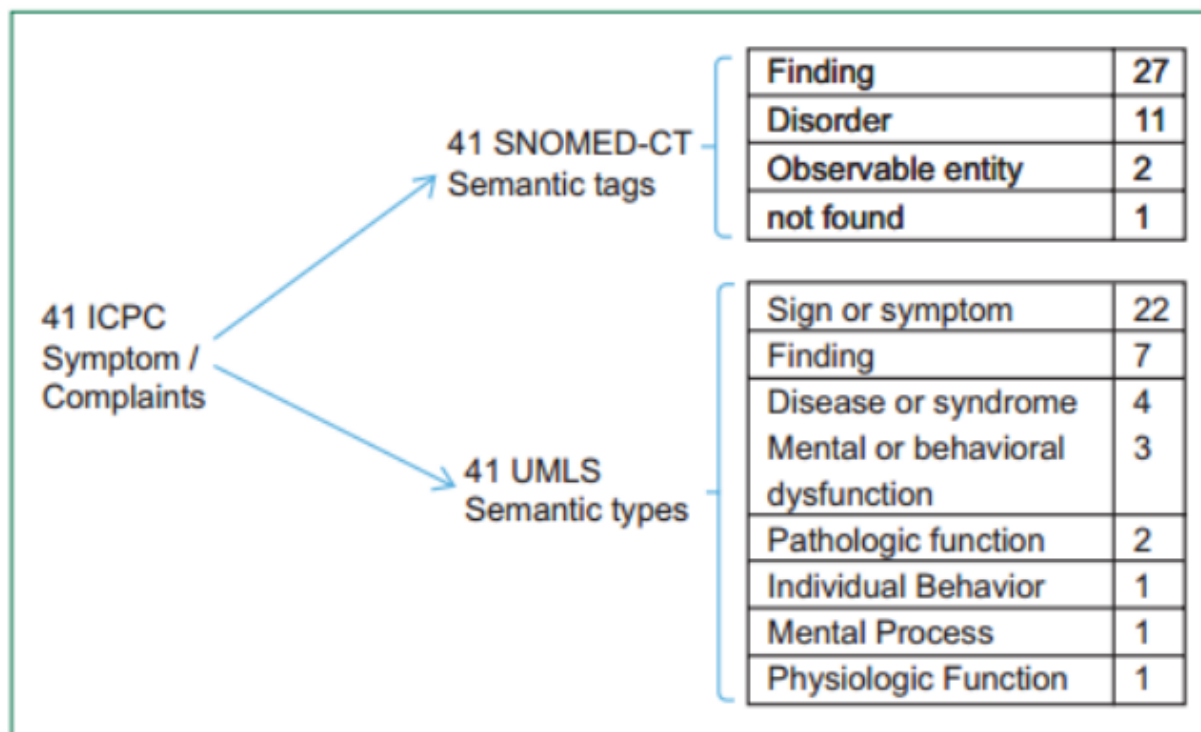 41 ICPC
Symptom /
Complaints
41 SNOMED-CT
Semantic tags
Finding 27
Disorder 11
Observable entity 2
not found 1
41 UMLS
Semantic types
Sign or symptom 22
Finding 7
Disease or syndrome 4
Mental or behavioral 3
dysfunction
Pathologic function 2
Individual Behavior 1
Mental Process 1
Physiologic Function 1